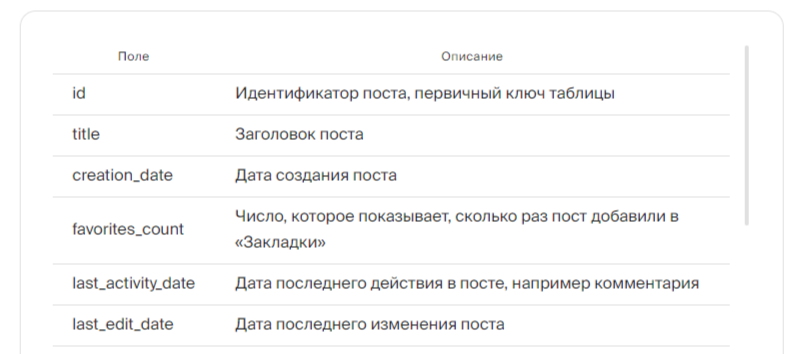 Поле Описание
id Идентификатор поста, первичный ключ таблицы
title Заголовок поста
creation_date Дата создания поста
favorites_count Число, которое показывает, сколько раз пост добавили в
«Закладки»
last_activity_date Дата последнего действия в посте, например комментария
last_edit_date Дата последнего изменения поста